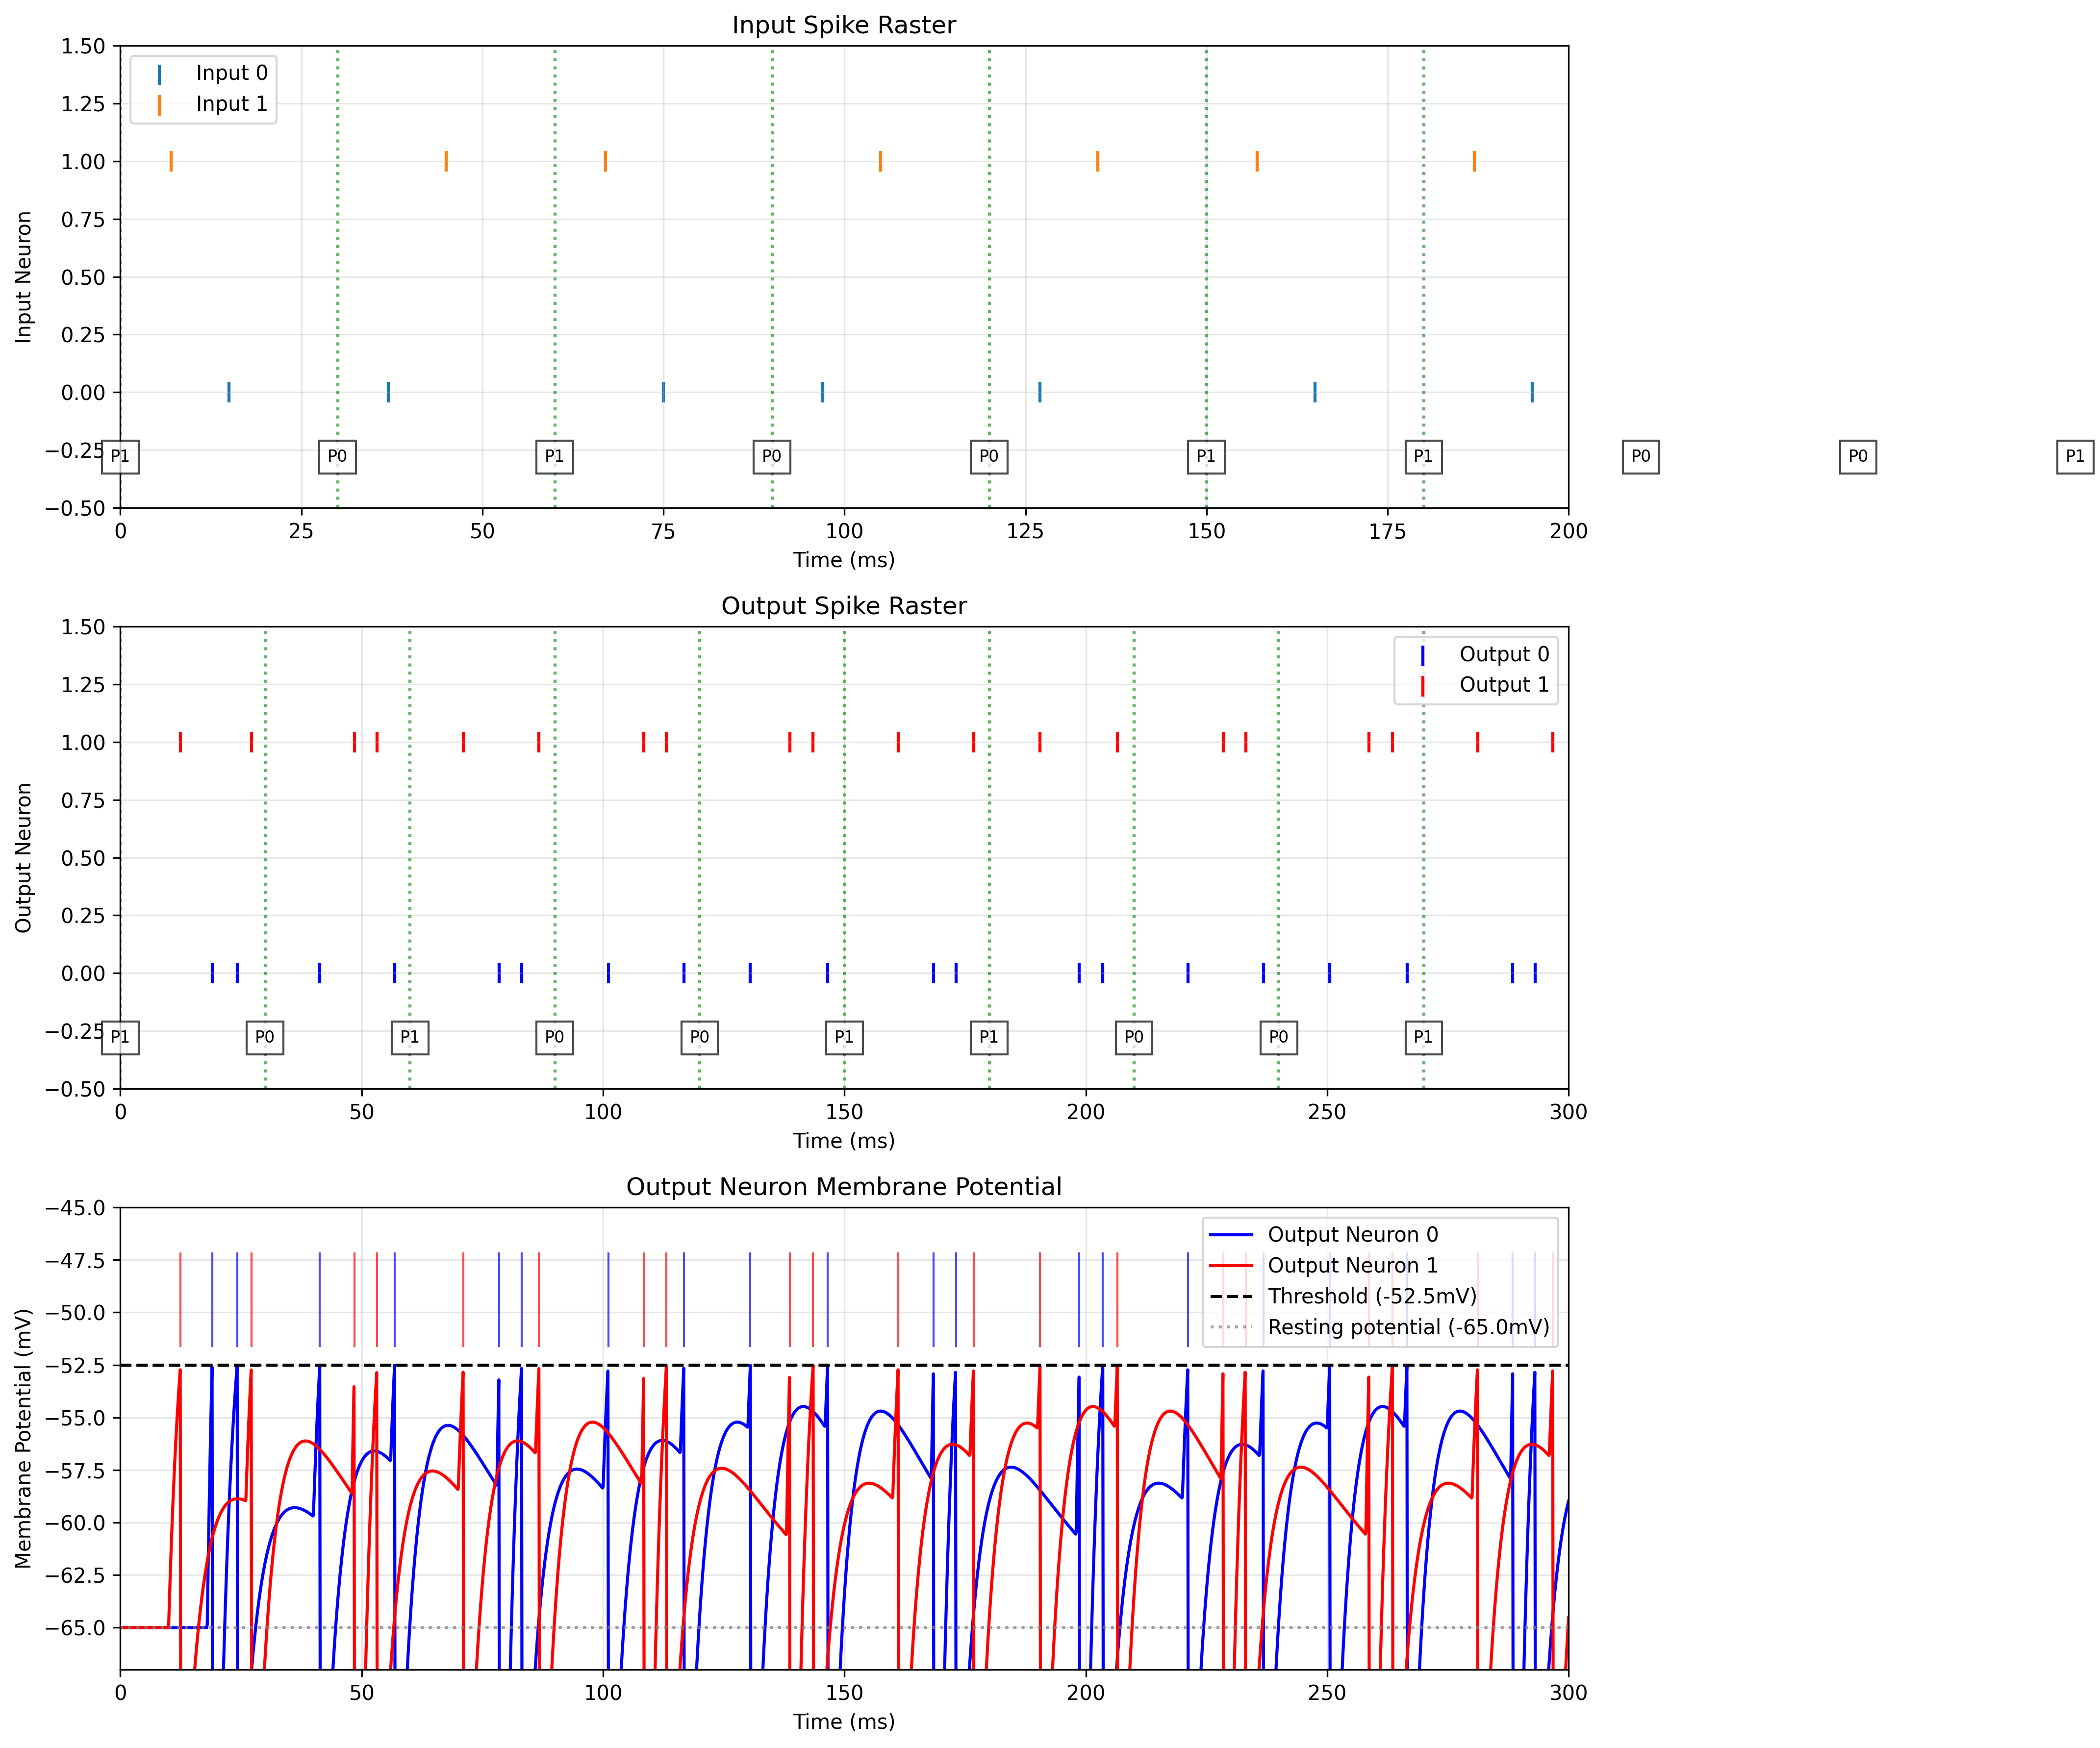 Input Spike Raster
Input Neuron
1.50
1.25
1.00
0.75
0.50
0.25
0.00
−0.25
−0.50
Input 0
Input 1
P1 P0 P1 P0 P0 P1 P1 P0 P0 P1
0 25 50 75 100 125 150 175 200
Time (ms)
Output Spike Raster
Output Neuron
1.50
1.25
1.00
0.75
0.50
0.25
0.00
−0.25
−0.50
Output 0
Output 1
P1 P0 P1 P0 P0 P1 P1 P0 P0 P1
0 50 100 150 200 250 300
Time (ms)
Output Neuron Membrane Potential
Membrane Potential (mV)
−45.0
−47.5
−50.0
−52.5
−55.0
−57.5
−60.0
−62.5
−65.0
Output Neuron 0
Output Neuron 1
Threshold (-52.5mV)
Resting potential (-65.0mV)
0 50 100 150 200 250 300
Time (ms)